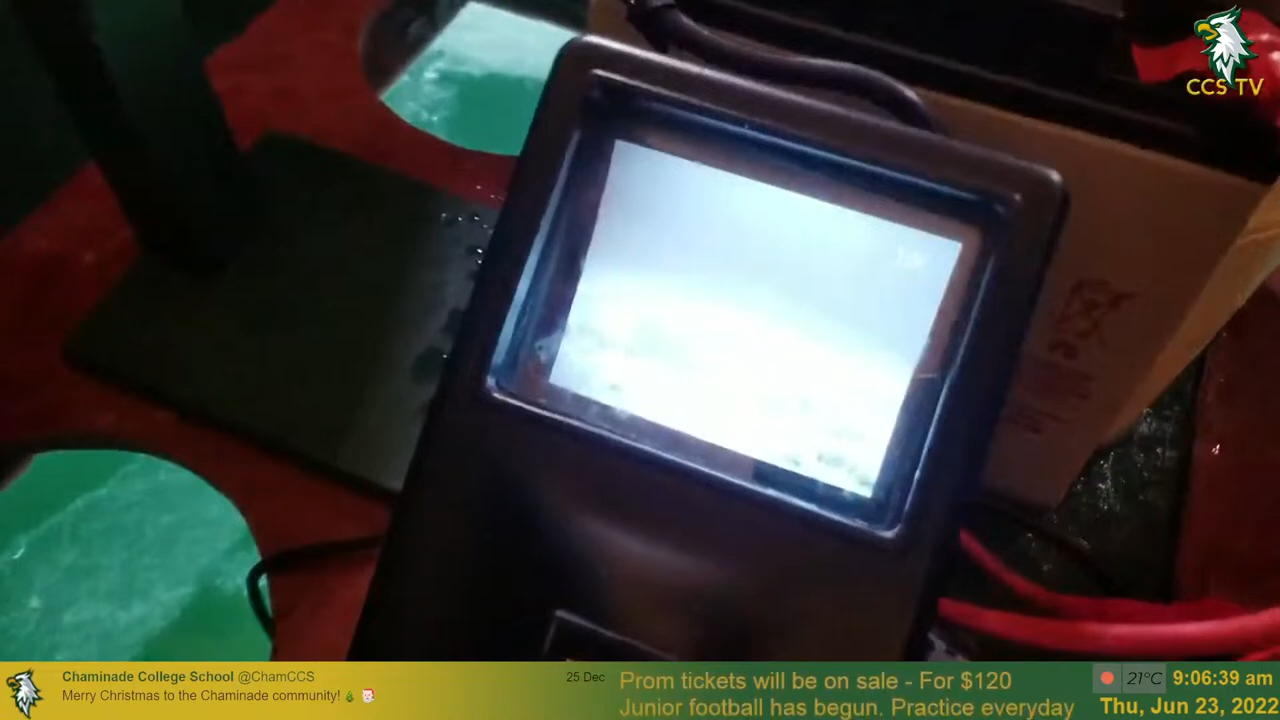 CCS TV
Chaminade College School @ChamCCS
25 Dec
Merry Christmas to the Chaminade community!
Prom tickets will be on sale - For $120
Junior football has begun. Practice everyday
21°C
9:06:39 am
Thu, Jun 23, 2022